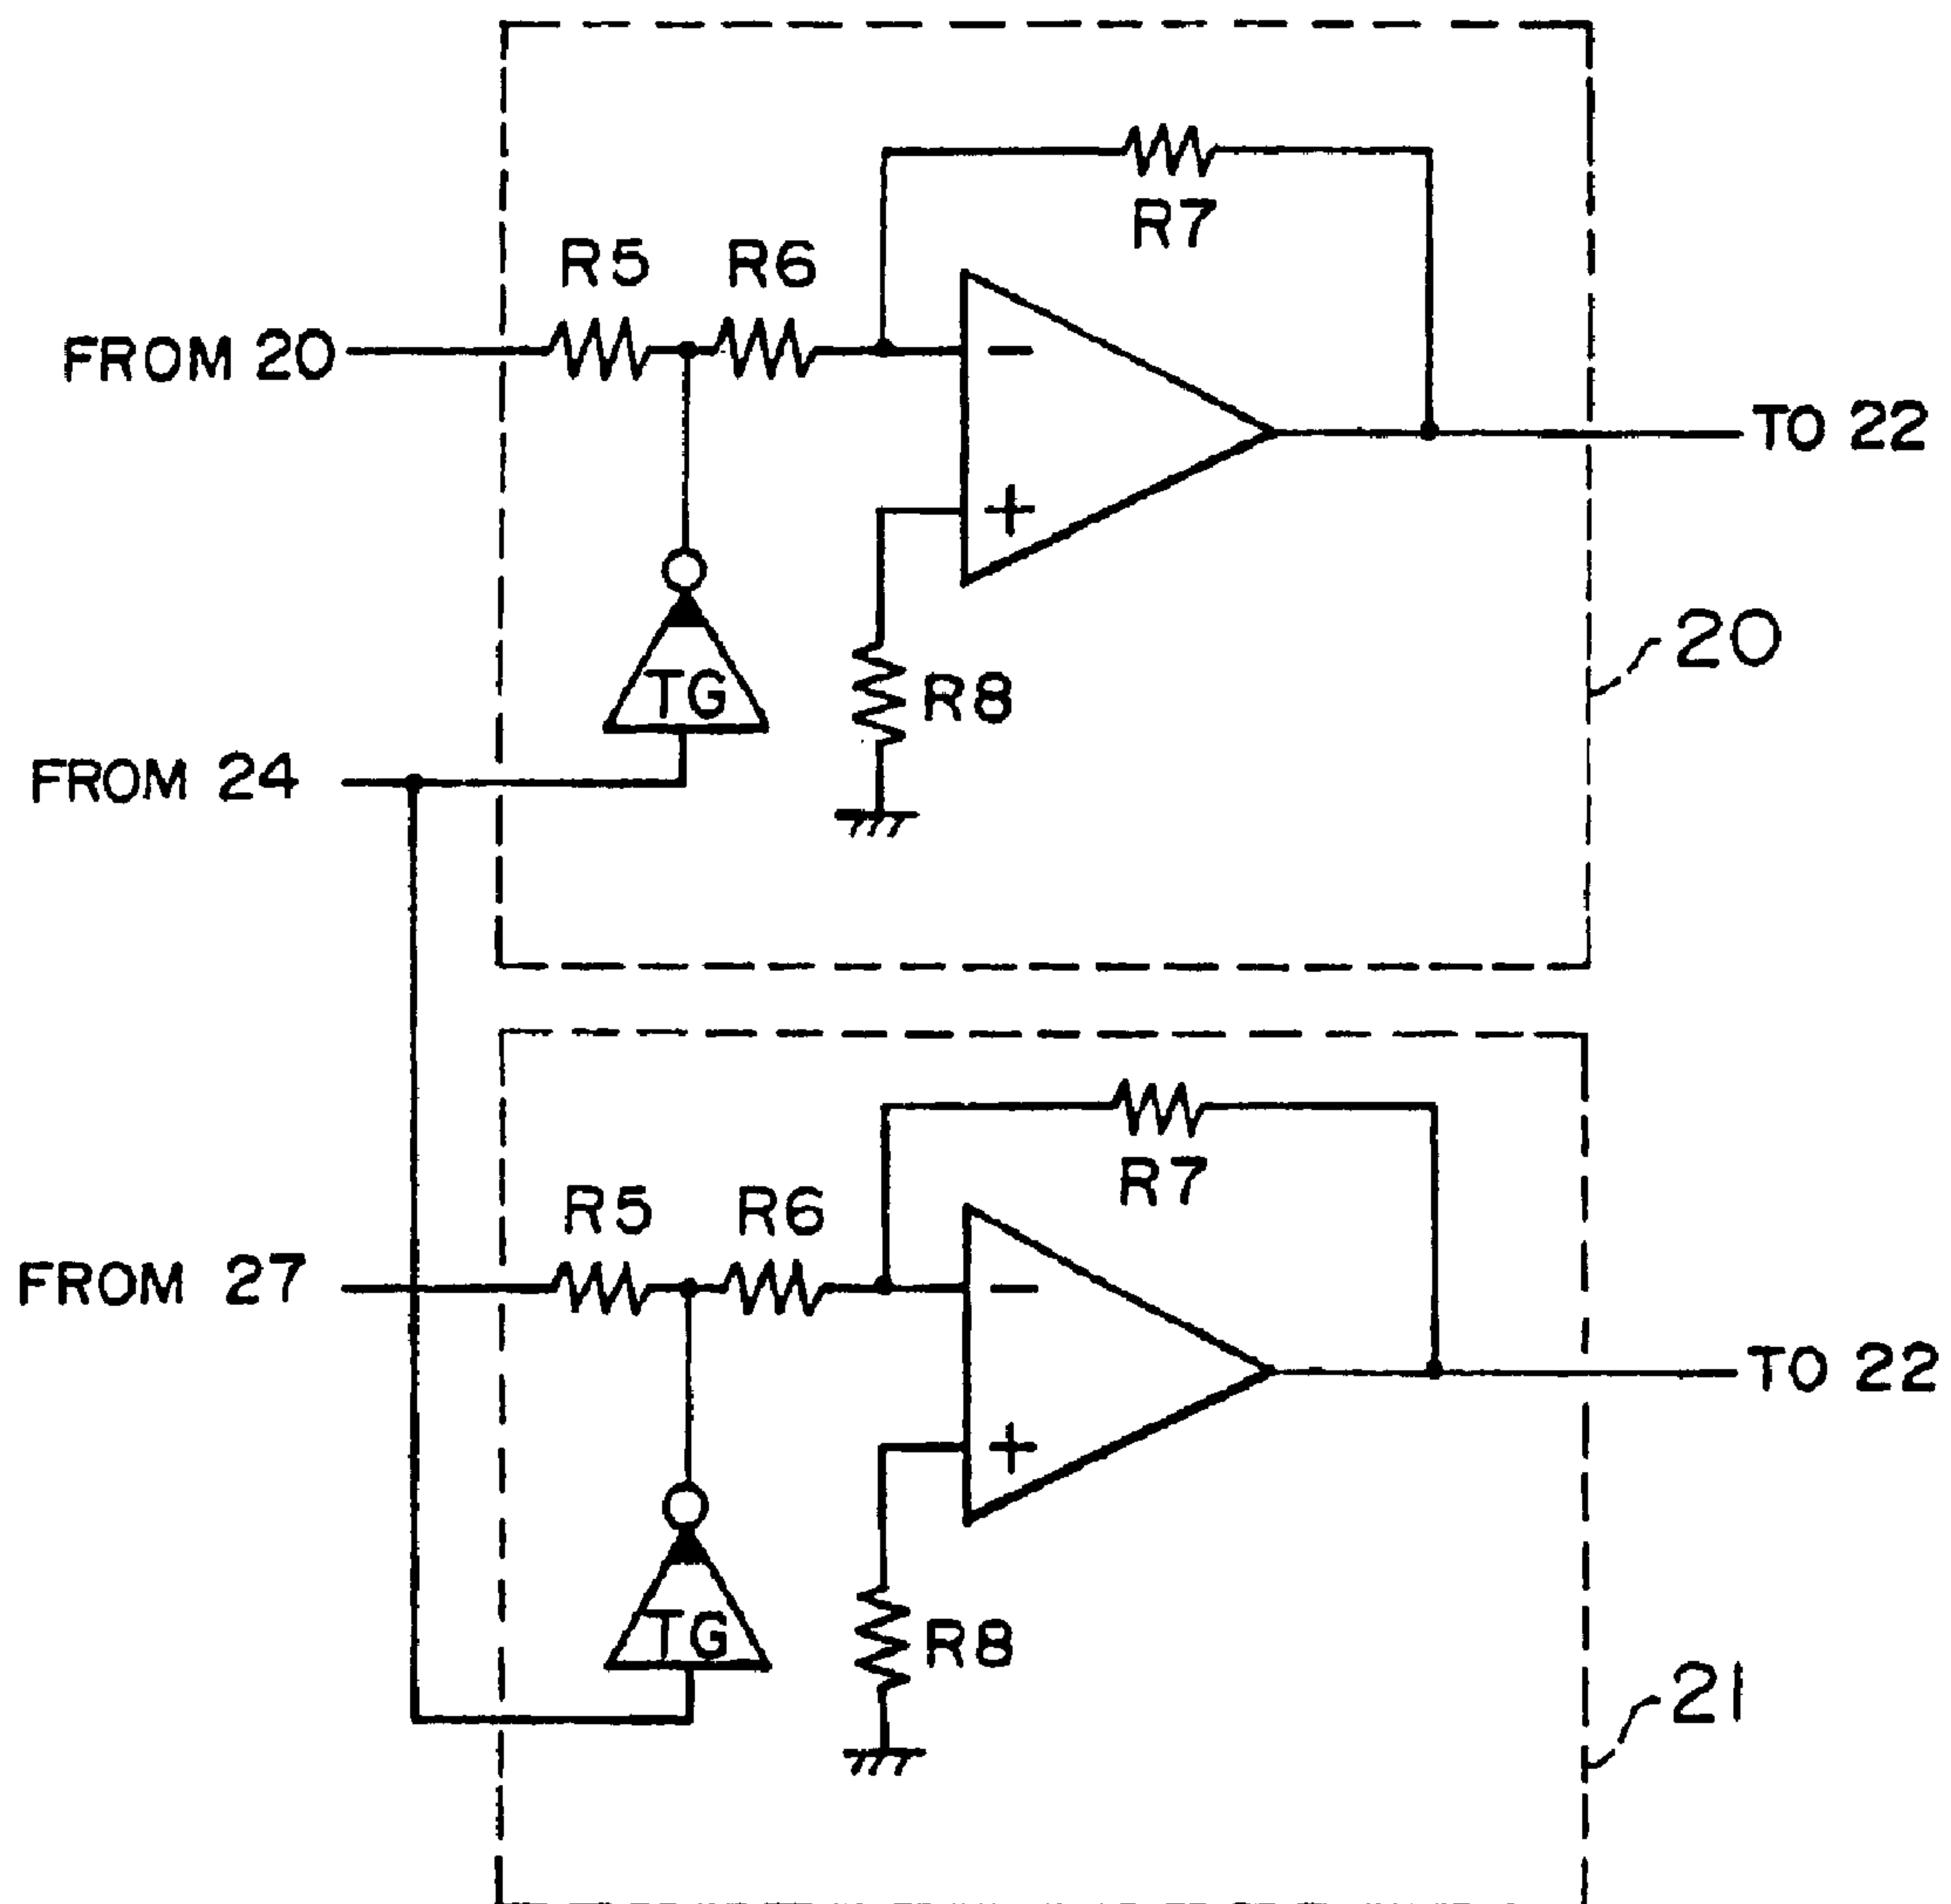 R7
R5 R6
FROM 20
−
TO 22
+
20
TG
R8
FROM 24
R7
R5 R6
FROM 27
−
TO 22
+
TG
R8
21